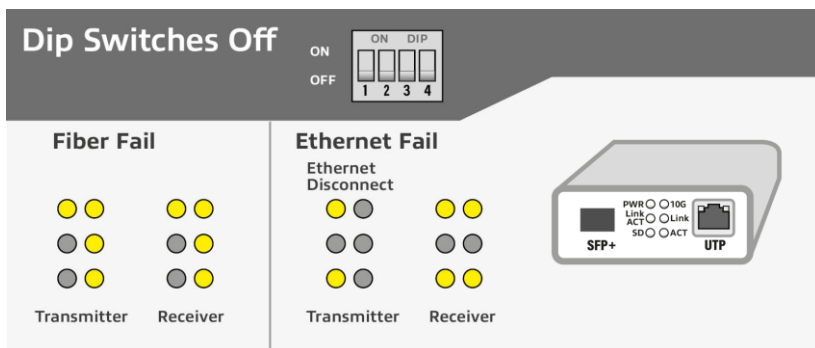 Dip Switches Off
ON
OFF
ON DIP
1 2 3 4
Fiber Fail
Transmitter Receiver
Ethernet Fail
Ethernet
Disconnect
Transmitter Receiver
PWR 10G
Link
ACT Link
SD ACT
SFP+ UTP